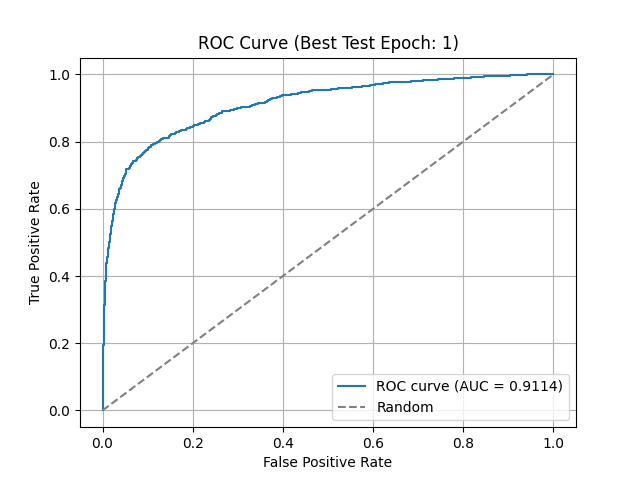 ROC Curve (Best Test Epoch: 1)
True Positive Rate
1.0
0.8
0.6
0.4
0.2
0.0
ROC curve (AUC = 0.9114)
Random
0.0 0.2 0.4 0.6 0.8 1.0
False Positive Rate